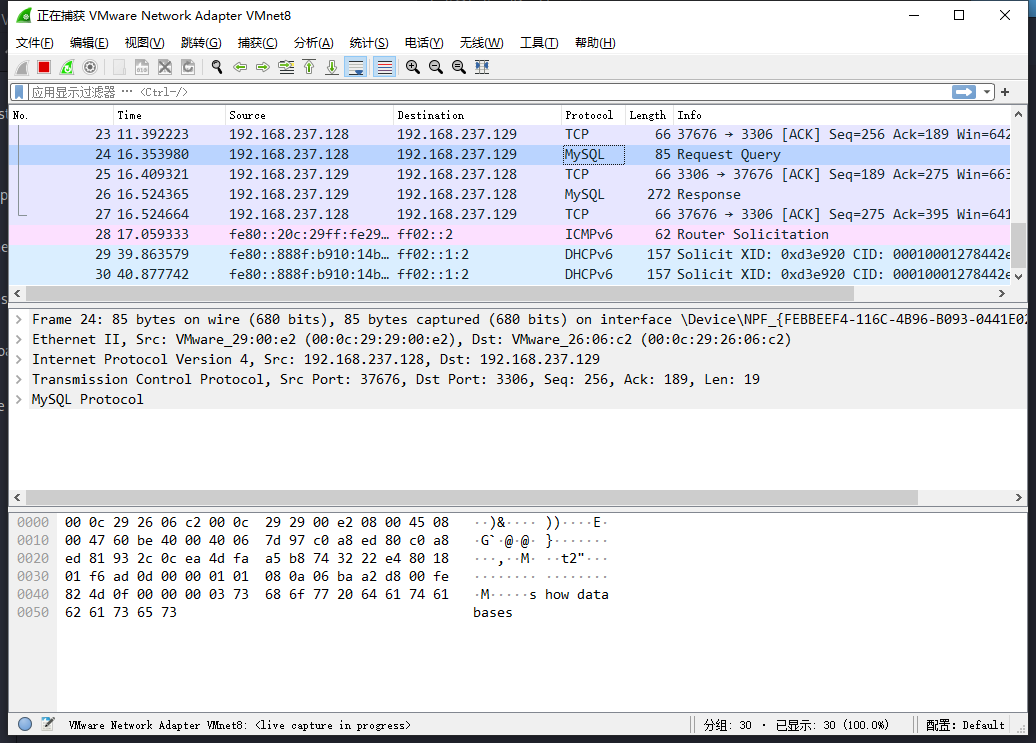 正在捕获 VMware Network Adapter VMnet8
文件(F) 编辑(E) 视图(V) 跳转(G) 捕获(C) 分析(A) 统计(S) 电话(Y) 无线(W) 工具(T) 帮助(H)
应用显示过滤器 … <Ctrl-/>
No. Time Source Destination Protocol Length Info
23 11.392223 192.168.237.128 192.168.237.129 TCP 66 37676 → 3306 [ACK] Seq=256 Ack=189 Win=642
24 16.353980 192.168.237.128 192.168.237.129 MySQL 85 Request Query
25 16.409321 192.168.237.129 192.168.237.128 TCP 66 3306 → 37676 [ACK] Seq=189 Ack=275 Win=663
26 16.524365 192.168.237.129 192.168.237.128 MySQL 272 Response
27 16.524664 192.168.237.128 192.168.237.129 TCP 66 37676 → 3306 [ACK] Seq=275 Ack=395 Win=641
28 17.059333 fe80::20c:29ff:fe29… ff02::2 ICMPv6 62 Router Solicitation
29 39.863579 fe80::888f:b910:14b… ff02::1:2 DHCPv6 157 Solicit XID: 0xd3e920 CID: 00010001278442e
30 40.877742 fe80::888f:b910:14b… ff02::1:2 DHCPv6 157 Solicit XID: 0xd3e920 CID: 00010001278442e
Frame 24: 85 bytes on wire (680 bits), 85 bytes captured (680 bits) on interface \Device\NPF_{FEBBEEF4-116C-4B96-B093-0441E02
Ethernet II, Src: VMware_29:00:e2 (00:0c:29:29:00:e2), Dst: VMware_26:06:c2 (00:0c:29:26:06:c2)
Internet Protocol Version 4, Src: 192.168.237.128, Dst: 192.168.237.129
Transmission Control Protocol, Src Port: 37676, Dst Port: 3306, Seq: 256, Ack: 189, Len: 19
MySQL Protocol
0000 00 0c 29 26 06 c2 00 0c 29 29 00 e2 08 00 45 08 ··)&···· ))····E·
0010 00 47 60 be 40 00 40 06 7d 97 c0 a8 ed 80 c0 a8 ·G`·@·@· }·······
0020 ed 81 93 2c 0c ea 4d fa a5 b8 74 32 22 e4 80 18 ···,··M· ··t2"···
0030 01 f6 ad 0d 00 00 01 01 08 0a 06 ba a2 d8 00 fe ········ ········
0040 82 4d 0f 00 00 00 03 73 68 6f 77 20 64 61 74 61 ·M·····s how data
0050 62 61 73 65 73 bases
VMware Network Adapter VMnet8: <live capture in progress> 分组: 30 · 已显示: 30 (100.0%) 配置: Default